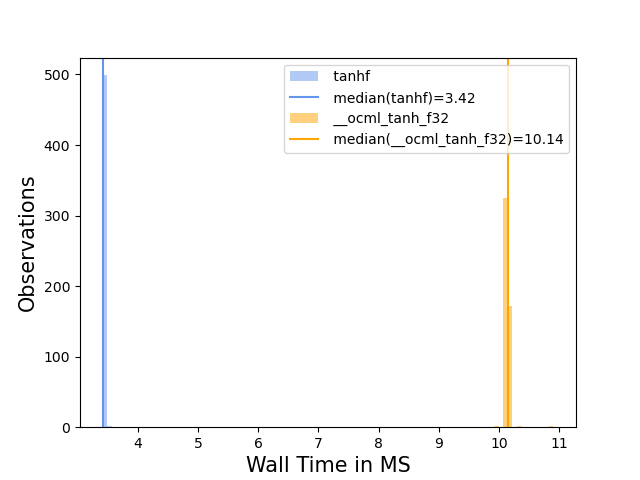 500
400
300
200
100
0
Observations
tanhf
median(tanhf)=3.42
__ocml_tanh_f32
median(__ocml_tanh_f32)=10.14
4 5 6 7 8 9 10 11
Wall Time in MS